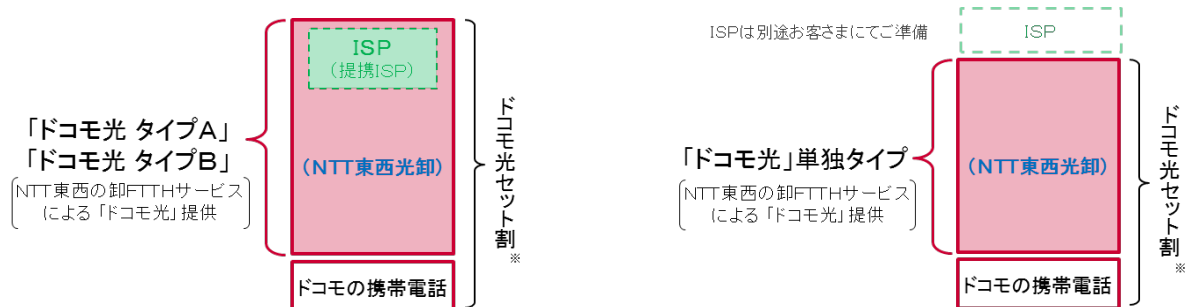 ISP
(提携ISP)
「ドコモ光 タイプA」
「ドコモ光 タイプB」
NTT東西の卸FTTHサービス
による「ドコモ光」提供
(NTT東西光卸)
ドコモの携帯電話
ドコモ光セット割※
ISPは別途お客さまにてご準備
ISP
「ドコモ光」単独タイプ
NTT東西の卸FTTHサービス
による「ドコモ光」提供
(NTT東西光卸)
ドコモの携帯電話
ドコモ光セット割※